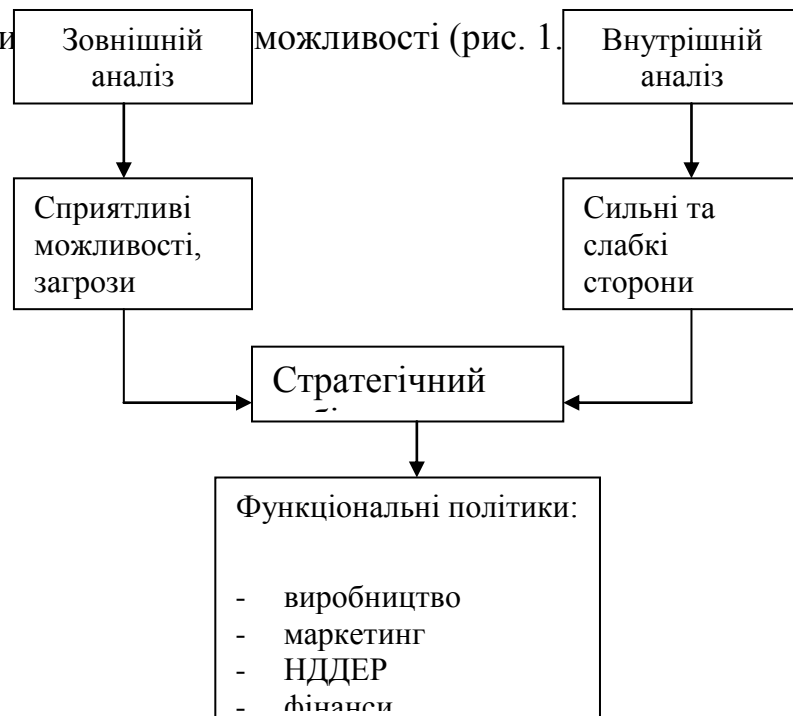 можливості (рис. 1.
Зовнішній
аналіз
Внутрішній
аналіз
Сприятливі
можливості,
загрози
Сильні та
слабкі
сторони
Стратегічний
Функціональні політики:
- виробництво
- маркетинг
- НДДЕР
- фінанси